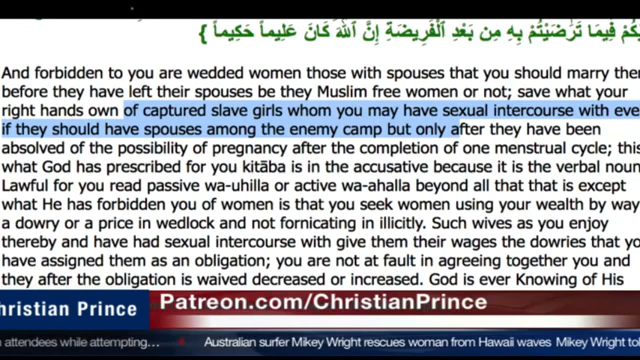 كُم فِيمَا تَرَضَيْتُم بِهِ مِن بَعْدِ الْفَرِيضَةِ إِنَّ اللَّهَ كَانَ عَلِيماً حَكِيماً }
And forbidden to you are wedded women those with spouses that you should marry them
before they have left their spouses be they Muslim free women or not; save what your
right hands own of captured slave girls whom you may have sexual intercourse with eve
if they should have spouses among the enemy camp but only after they have been
absolved of the possibility of pregnancy after the completion of one menstrual cycle; this
what God has prescribed for you kitāba is in the accusative because it is the verbal noun
Lawful for you read passive wa-uhilla or active wa-ahalla beyond all that that is except
what He has forbidden you of women is that you seek women using your wealth by way
a dowry or a price in wedlock and not fornicating in illicitly. Such wives as you enjoy
thereby and have had sexual intercourse with give them their wages the dowries that yo
have assigned them as an obligation; you are not at fault in agreeing together you and
they after the obligation is waived decreased or increased. God is ever Knowing of His
Christian Prince
Patreon.com/ChristianPrince
attendees while attempting...
Australian surfer Mikey Wright rescues woman from Hawaii waves Mikey Wright to